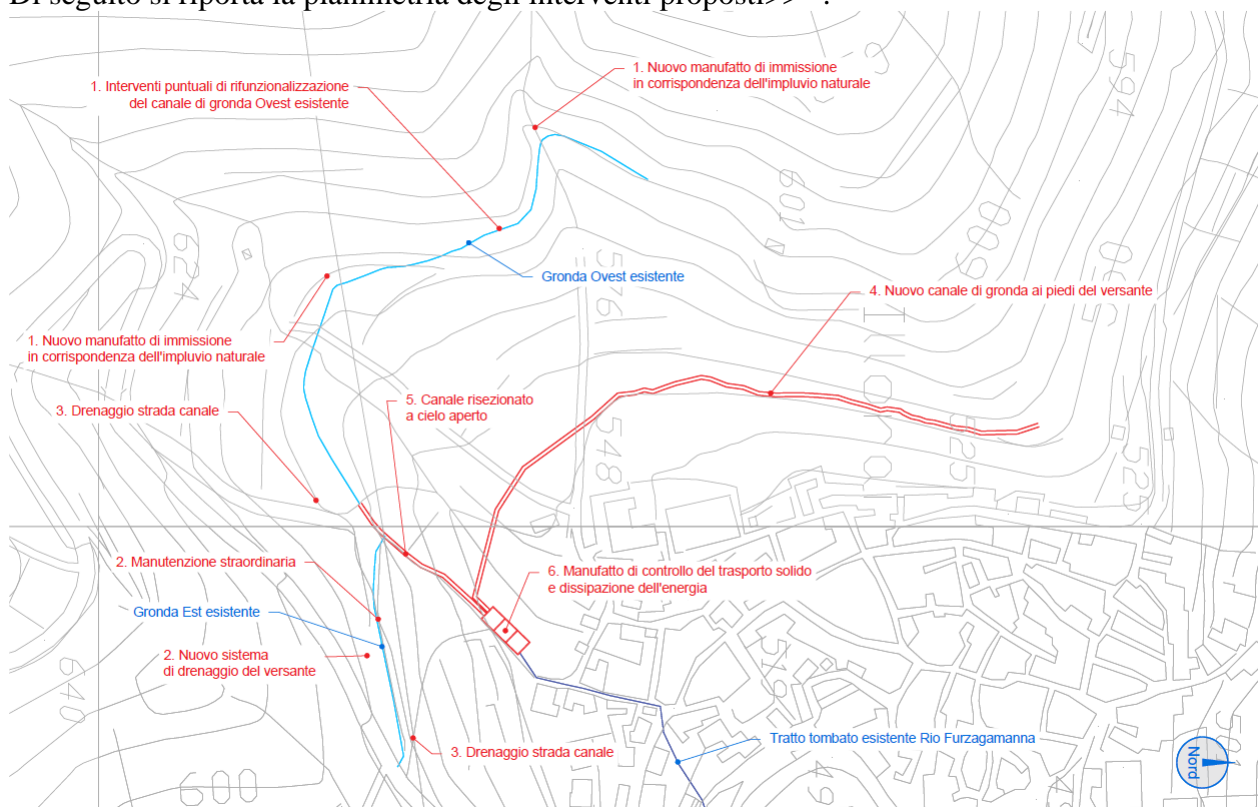 Di seguito si riporta la planimetria degli interventi proposti>>
1. Nuovo manufatto di immissione
in corrispondenza dell'impluvio naturale
1. Interventi puntuali di rifunzionalizzazione
del canale di gronda Ovest esistente
Gronda Ovest esistente
4. Nuovo canale di gronda ai piedi del versante
1. Nuovo manufatto di immissione
in corrispondenza dell'impluvio naturale
5. Canale risezionato
a cielo aperto
3. Drenaggio strada canale
2. Manutenzione straordinaria
6. Manufatto di controllo del trasporto solido
e dissipazione dell'energia
Gronda Est esistente
2. Nuovo sistema
di drenaggio del versante
3. Drenaggio strada canale
Tratto tombato esistente Rio Furzagamanna
Nord
594
601
609
624
576
548
525
523
519
640
600